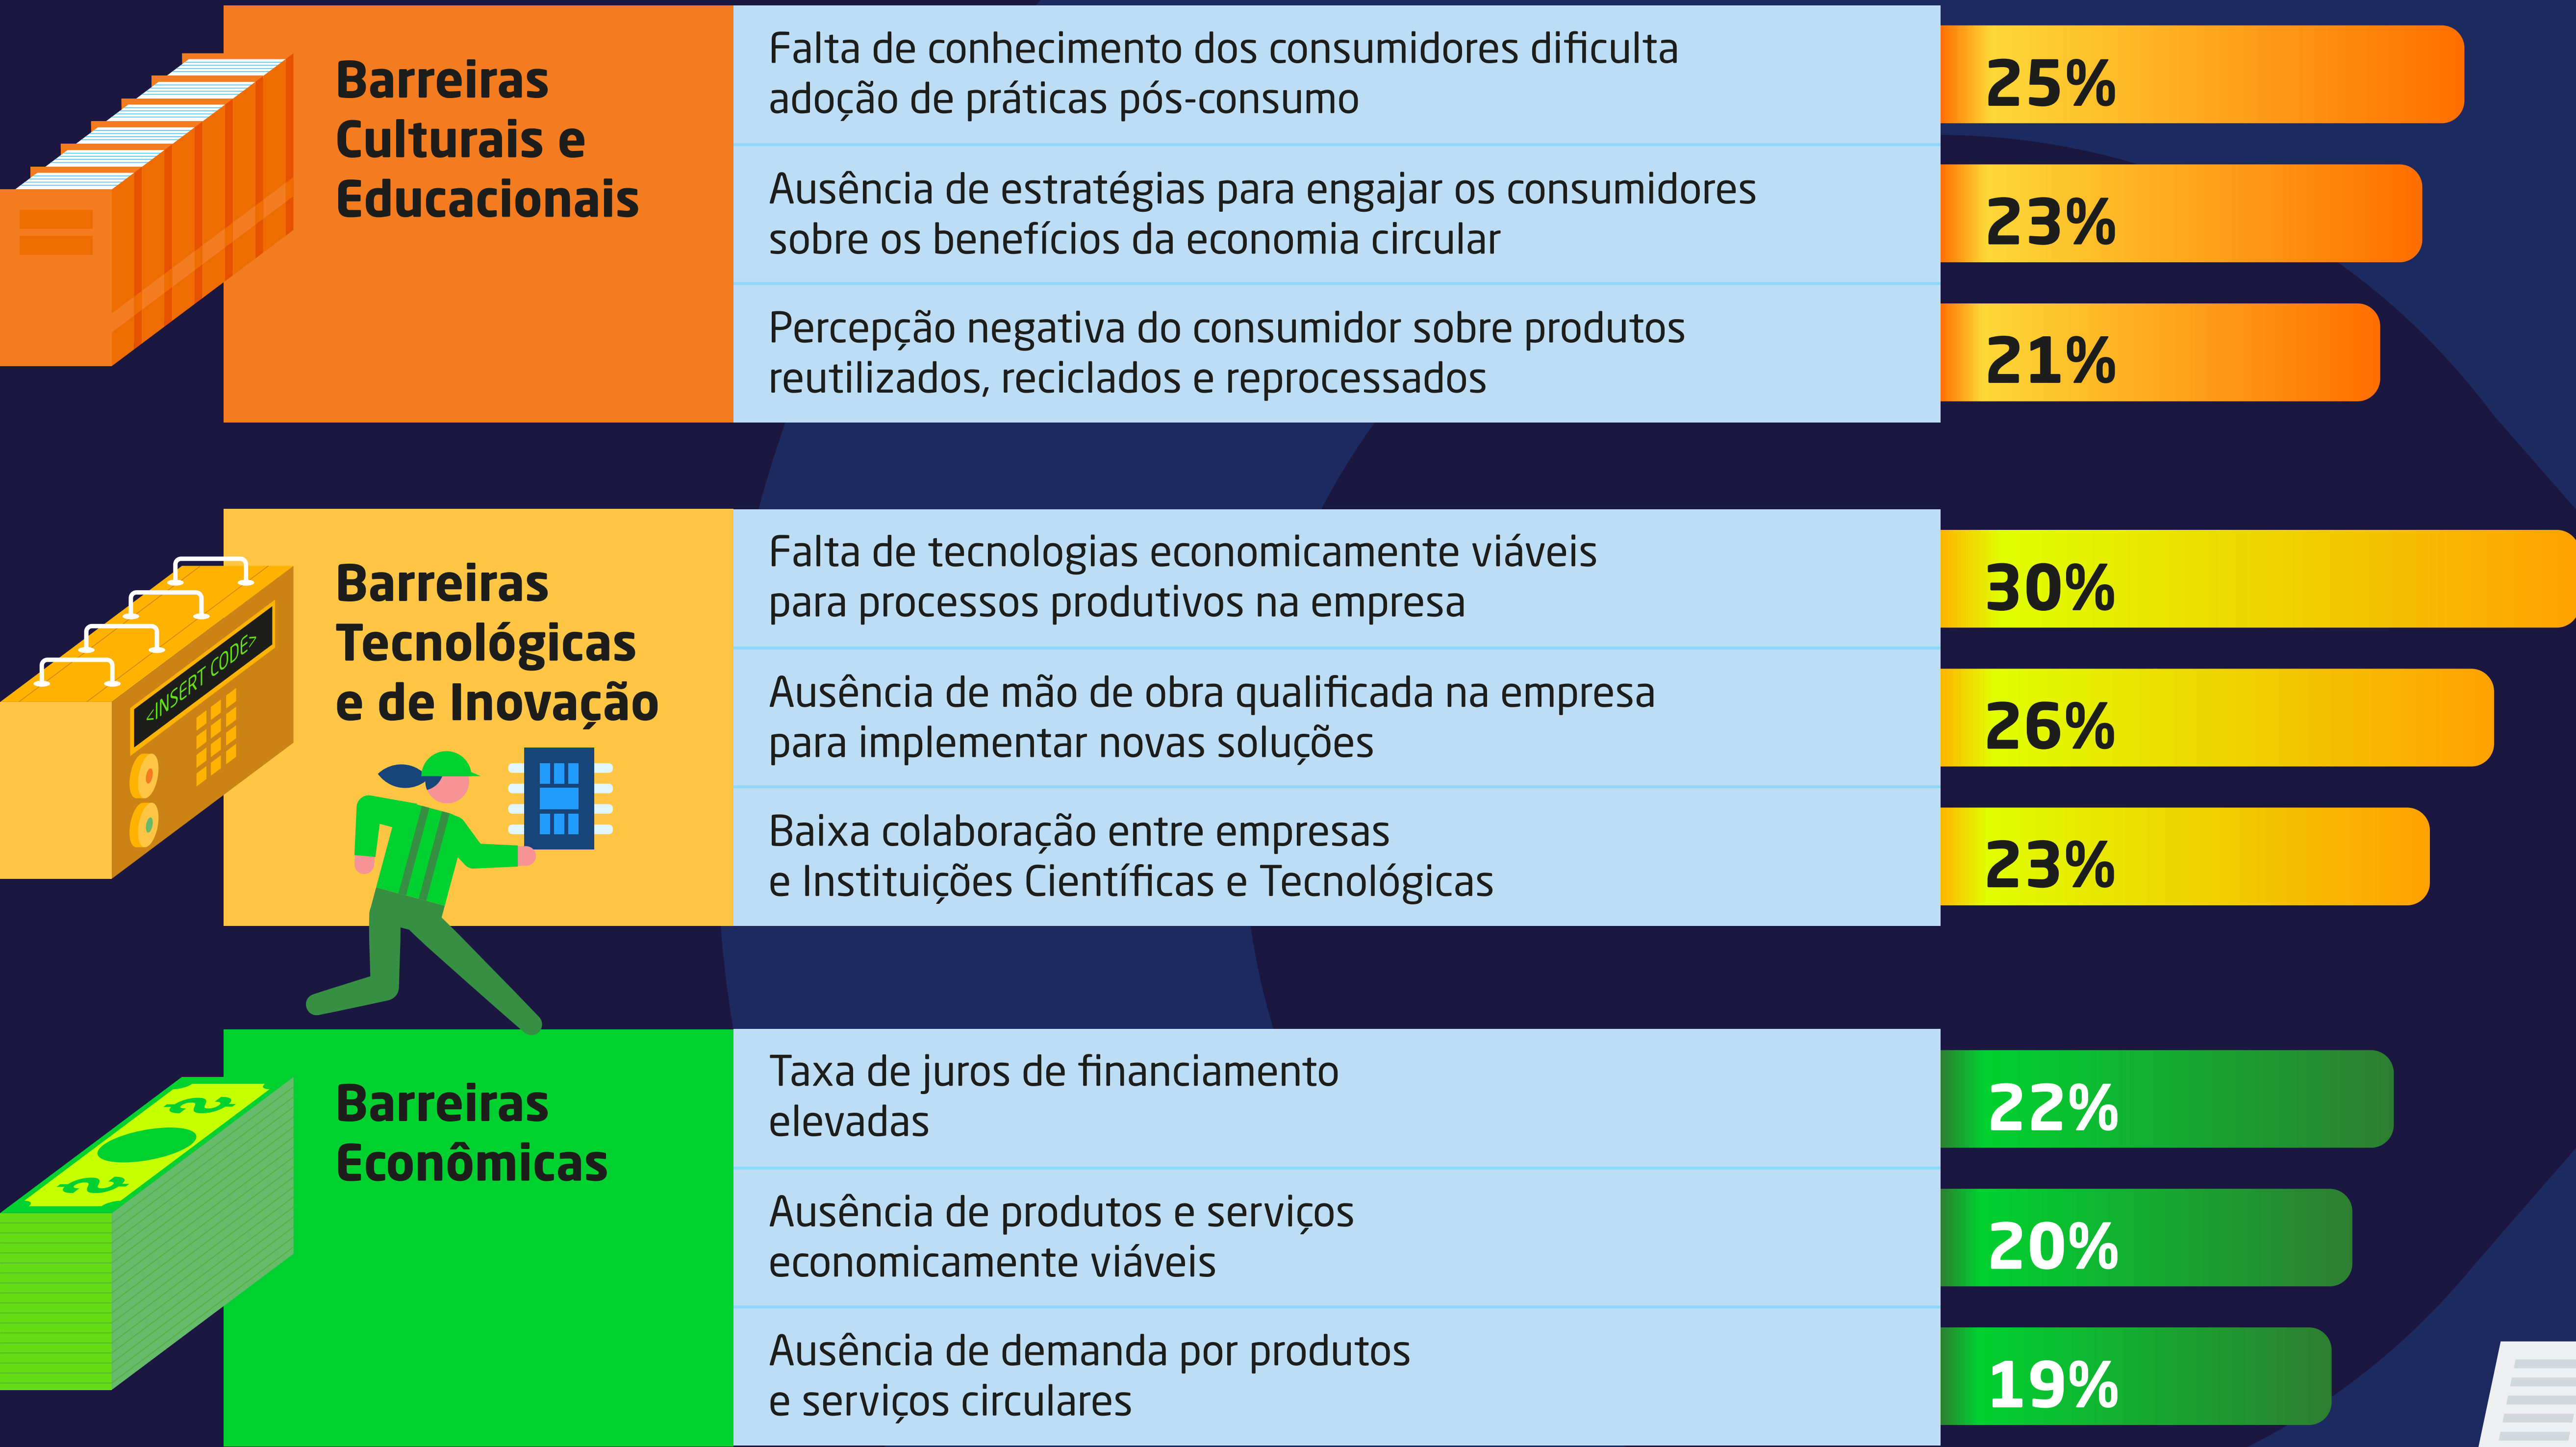 Barreiras
Culturais e
Educacionais
Falta de conhecimento dos consumidores dificulta
adoção de práticas pós-consumo
25%
Ausência de estratégias para engajar os consumidores
sobre os benefícios da economia circular
23%
Percepção negativa do consumidor sobre produtos
reutilizados, reciclados e reprocessados
21%
Barreiras
Tecnológicas
e de Inovação
<INSERT CODE>
Falta de tecnologias economicamente viáveis
para processos produtivos na empresa
30%
Ausência de mão de obra qualificada na empresa
para implementar novas soluções
26%
Baixa colaboração entre empresas
e Instituições Científicas e Tecnológicas
23%
Barreiras
Econômicas
Taxa de juros de financiamento
elevadas
22%
Ausência de produtos e serviços
economicamente viáveis
20%
Ausência de demanda por produtos
e serviços circulares
19%